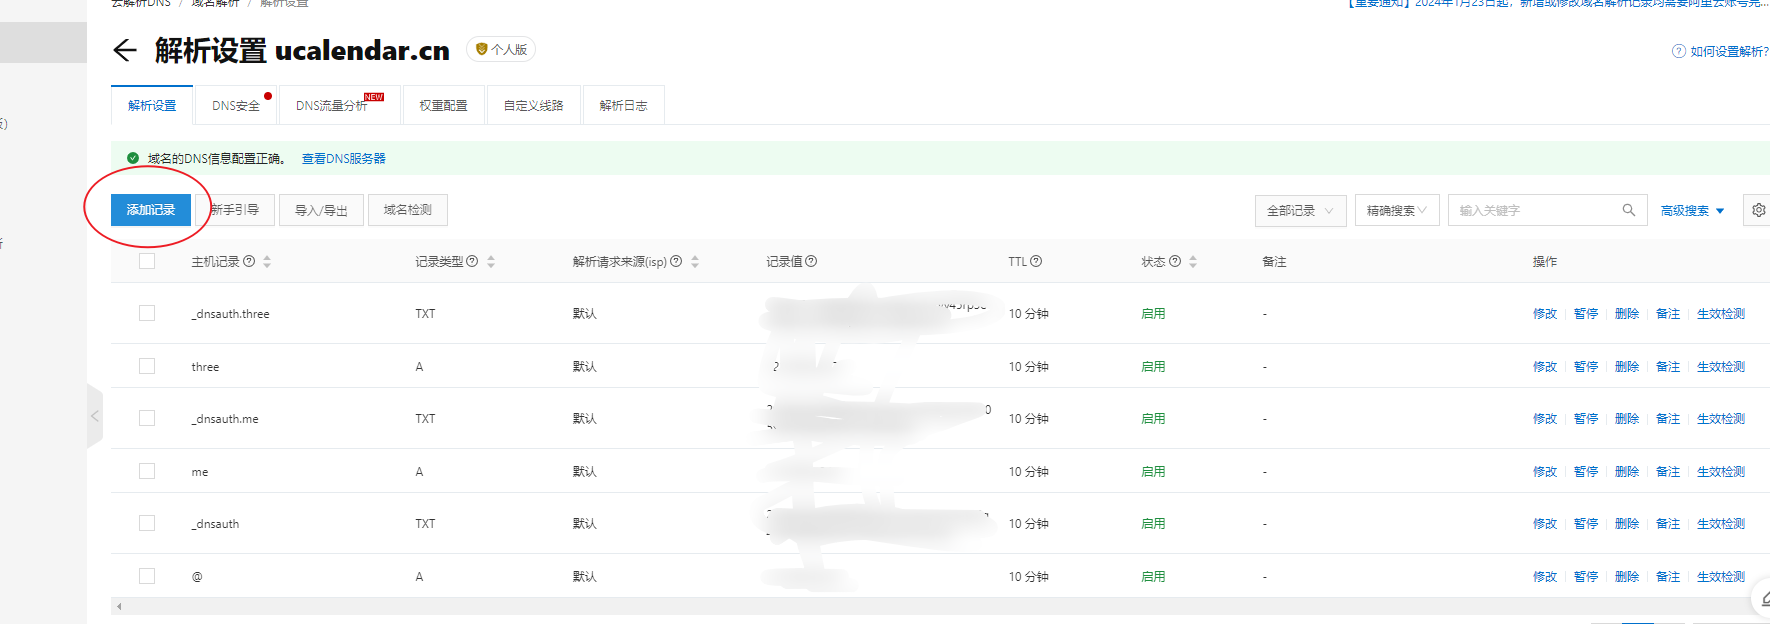 云解析DNS / 域名解析 / 解析设置
【重要通知】2024年1月23日起，新增或修改域名解析记录均需要阿里云账号完...
解析设置 ucalendar.cn 个人版
如何设置解析?
解析设置 DNS安全 DNS流量分析 NEW 权重配置 自定义线路 解析日志
域名的DNS信息配置正确。 查看DNS服务器
添加记录 新手引导 导入/导出 域名检测 全部记录 精确搜索 输入关键字 高级搜索
主机记录 记录类型 解析请求来源(isp) 记录值 TTL 状态 备注 操作
_dnsauth.three TXT 默认 10 分钟 启用 - 修改 暂停 删除 备注 生效检测
three A 默认 10 分钟 启用 - 修改 暂停 删除 备注 生效检测
_dnsauth.me TXT 默认 10 分钟 启用 - 修改 暂停 删除 备注 生效检测
me A 默认 10 分钟 启用 - 修改 暂停 删除 备注 生效检测
_dnsauth TXT 默认 10 分钟 启用 - 修改 暂停 删除 备注 生效检测
@ A 默认 10 分钟 启用 - 修改 暂停 删除 备注 生效检测